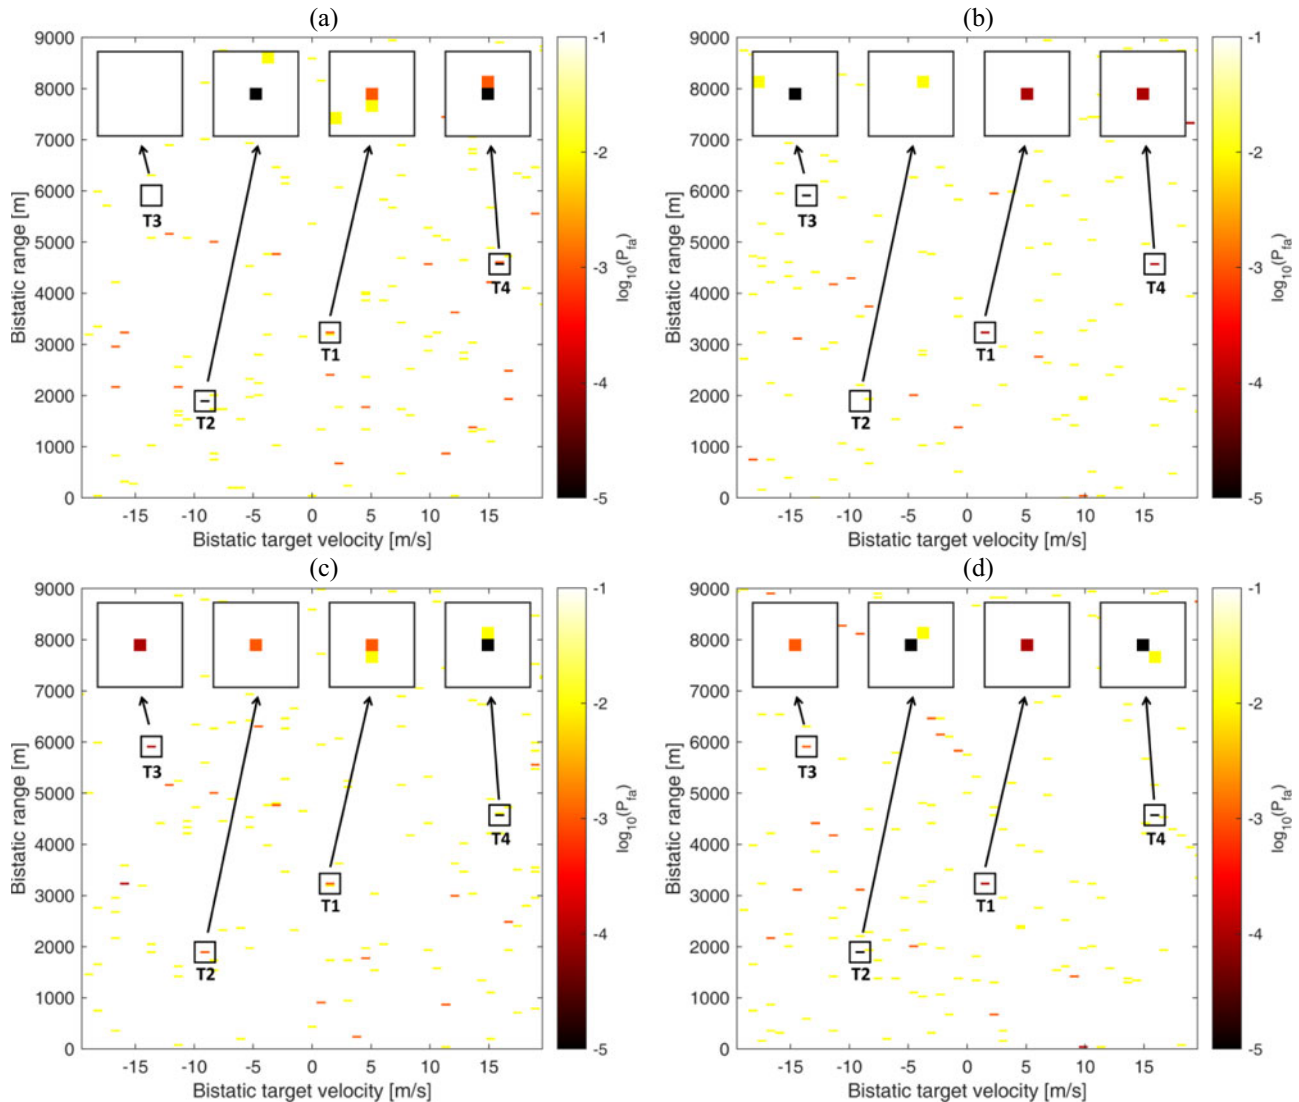 (a)
9000
8000
7000
6000
5000
4000
3000
2000
1000
0
Bistatic range [m]
-15 -10 -5 0 5 10 15
Bistatic target velocity [m/s]
T3
T2
T1
T4
-1
-2
-3
-4
-5
log10(Pfa)
(b)
9000
8000
7000
6000
5000
4000
3000
2000
1000
0
Bistatic range [m]
-15 -10 -5 0 5 10 15
Bistatic target velocity [m/s]
T3
T2
T1
T4
-1
-2
-3
-4
-5
log10(Pfa)
(c)
9000
8000
7000
6000
5000
4000
3000
2000
1000
0
Bistatic range [m]
-15 -10 -5 0 5 10 15
Bistatic target velocity [m/s]
T3
T2
T1
T4
-1
-2
-3
-4
-5
log10(Pfa)
(d)
9000
8000
7000
6000
5000
4000
3000
2000
1000
0
Bistatic range [m]
-15 -10 -5 0 5 10 15
Bistatic target velocity [m/s]
T3
T2
T1
T4
-1
-2
-3
-4
-5
log10(Pfa)